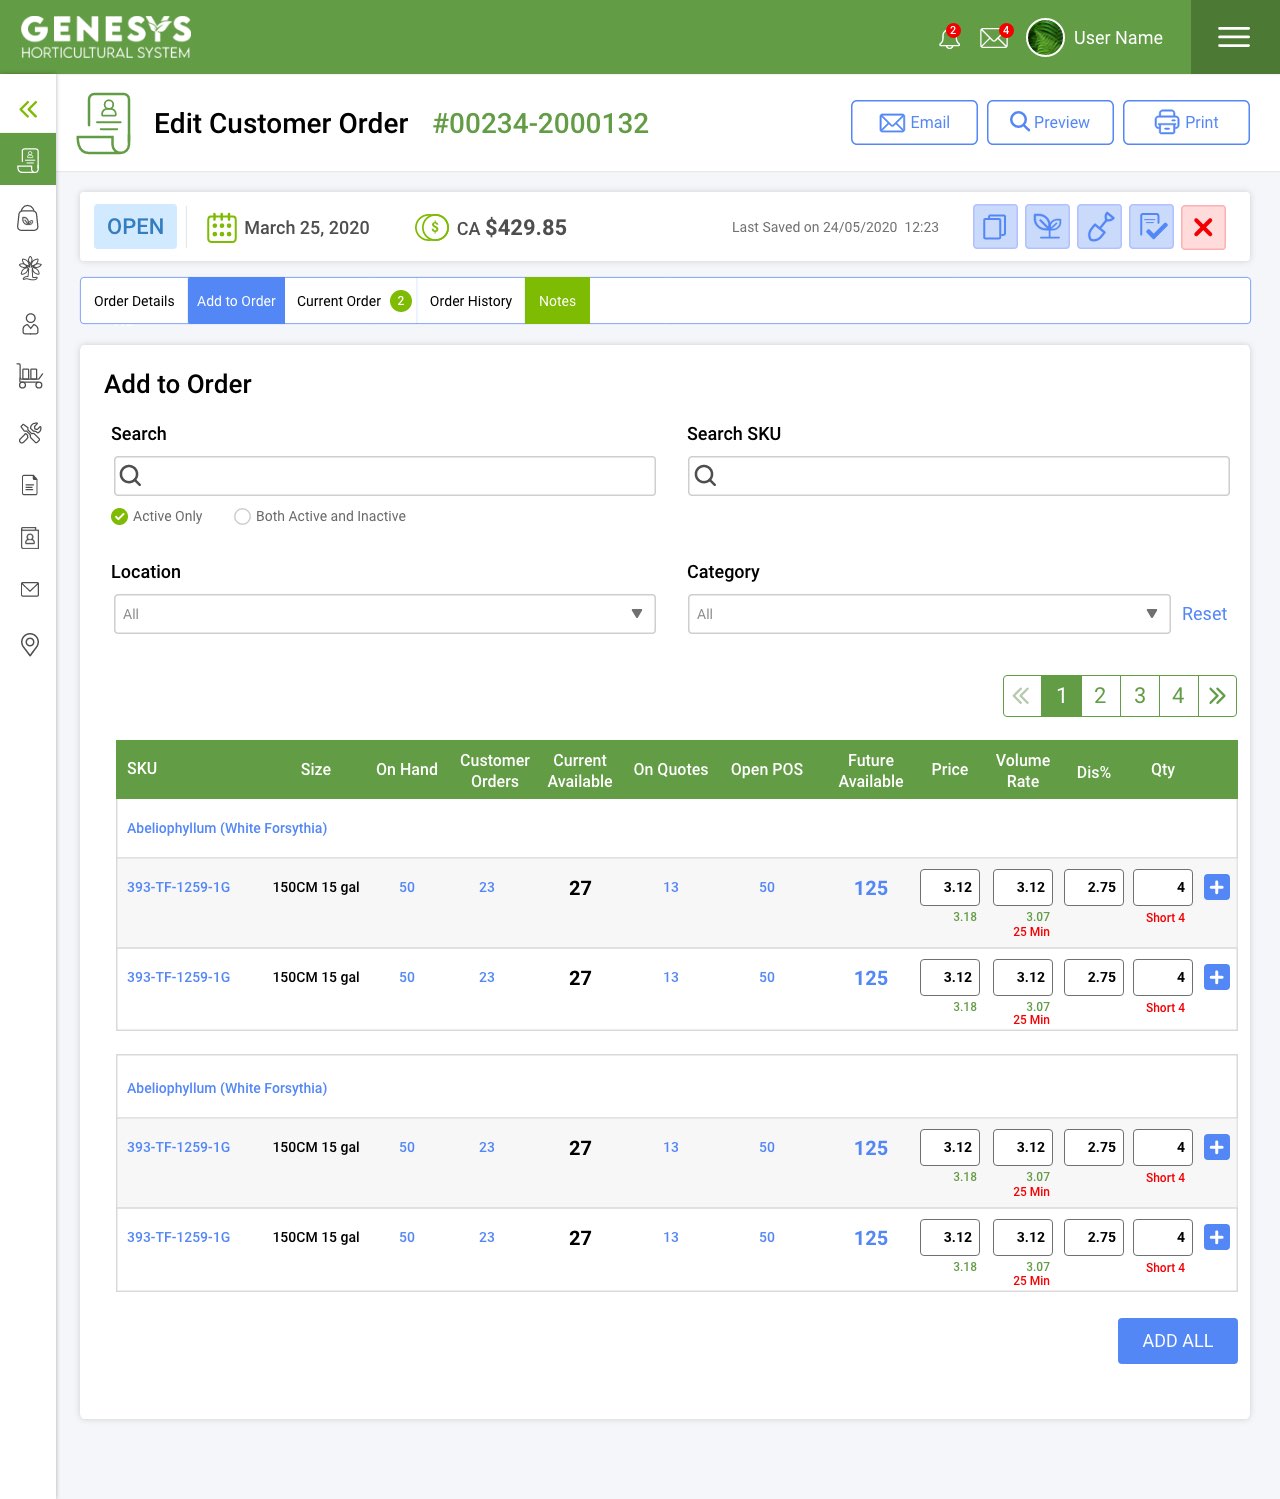 GENESYS
HORTICULTURAL SYSTEM
2
4
User Name
Edit Customer Order #00234-2000132
Email
Preview
Print
OPEN
March 25, 2020
$
CA $429.85
Last Saved on 24/05/2020 12:23
Order Details
Add to Order
Current Order 2
Order History
Notes
Add to Order
Search
Search SKU
Active Only
Both Active and Inactive
Location
Category
All
All
Reset
1 2 3 4
SKU Size On Hand Customer Orders Current Available On Quotes Open POS Future Available Price Volume Rate Dis% Qty
Abeliophyllum (White Forsythia)
393-TF-1259-1G 150CM 15 gal 50 23 27 13 50 125 3.12 3.12 2.75 4
3.18 3.07 Short 4
25 Min
393-TF-1259-1G 150CM 15 gal 50 23 27 13 50 125 3.12 3.12 2.75 4
3.18 3.07 Short 4
25 Min
Abeliophyllum (White Forsythia)
393-TF-1259-1G 150CM 15 gal 50 23 27 13 50 125 3.12 3.12 2.75 4
3.18 3.07 Short 4
25 Min
393-TF-1259-1G 150CM 15 gal 50 23 27 13 50 125 3.12 3.12 2.75 4
3.18 3.07 Short 4
25 Min
ADD ALL